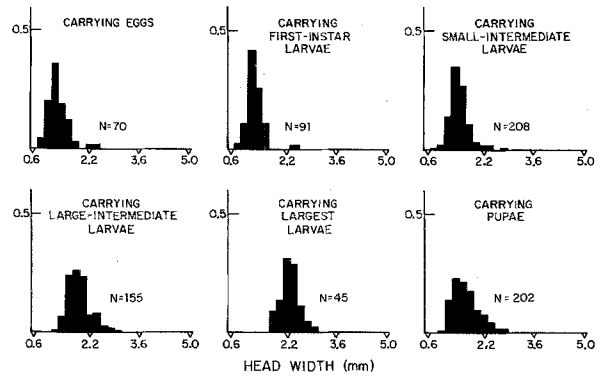 CARRYING EGGS
0.5
N=70
0.6 2.2 3.6 5.0
CARRYING
FIRST-INSTAR
LARVAE
0.5
N=91
0.6 2.2 3.6 5.0
CARRYING
SMALL-INTERMEDIATE
LARVAE
0.5
N=208
0.6 2.2 3.6 5.0
CARRYING
LARGE-INTERMEDIATE
LARVAE
0.5
N=155
0.6 2.2 3.6 5.0
CARRYING
LARGEST
LARVAE
0.5
N=45
0.6 2.2 3.6 5.0
CARRYING
PUPAE
0.5
N = 202
0.6 2.2 3.6 5.0
HEAD WIDTH (mm)